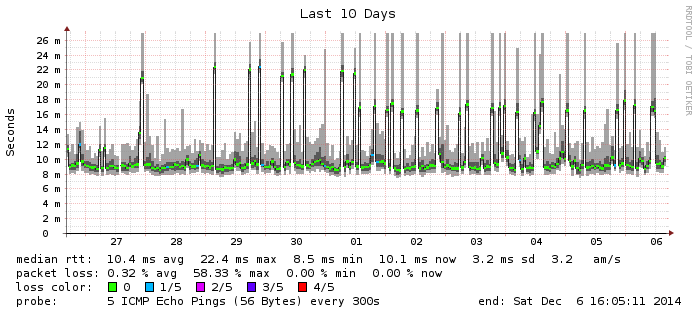 Last 10 Days
RRDTOOL / TOBI OETIKER
Seconds
26 m
24 m
22 m
20 m
18 m
16 m
14 m
12 m
10 m
8 m
6 m
4 m
2 m
0
27 28 29 30 01 02 03 04 05 06
median rtt: 10.4 ms avg 22.4 ms max 8.5 ms min 10.1 ms now 3.2 ms sd 3.2 am/s
packet loss: 0.32 % avg 58.33 % max 0.00 % min 0.00 % now
loss color: 0 1/5 2/5 3/5 4/5
probe: 5 ICMP Echo Pings (56 Bytes) every 300s end: Sat Dec 6 16:05:11 2014